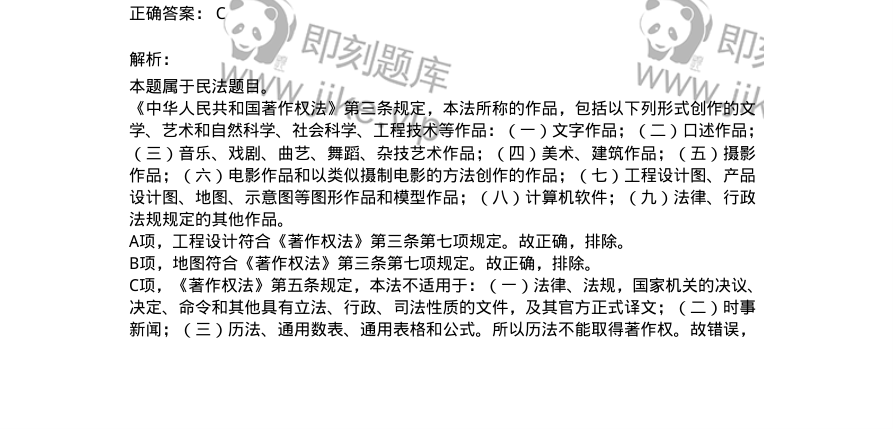 正确答案： C
即刻题库
www.jike.vip
即刻
www.
解析：
本题属于民法题目。
《中华人民共和国著作权法》第三条规定，本法所称的作品，包括以下列形式创作的文
学、艺术和自然科学、社会科学、工程技术等作品：（一）文字作品；（二）口述作品；
（三）音乐、戏剧、曲艺、舞蹈、杂技艺术作品；（四）美术、建筑作品；（五）摄影
作品；（六）电影作品和以类似摄制电影的方法创作的作品；（七）工程设计图、产品
设计图、地图、示意图等图形作品和模型作品；（八）计算机软件；（九）法律、行政
法规规定的其他作品。
A项，工程设计符合《著作权法》第三条第七项规定。故正确，排除。
B项，地图符合《著作权法》第三条第七项规定。故正确，排除。
C项，《著作权法》第五条规定，本法不适用于：（一）法律、法规，国家机关的决议、
决定、命令和其他具有立法、行政、司法性质的文件，及其官方正式译文；（二）时事
新闻；（三）历法、通用数表、通用表格和公式。所以历法不能取得著作权。故错误，